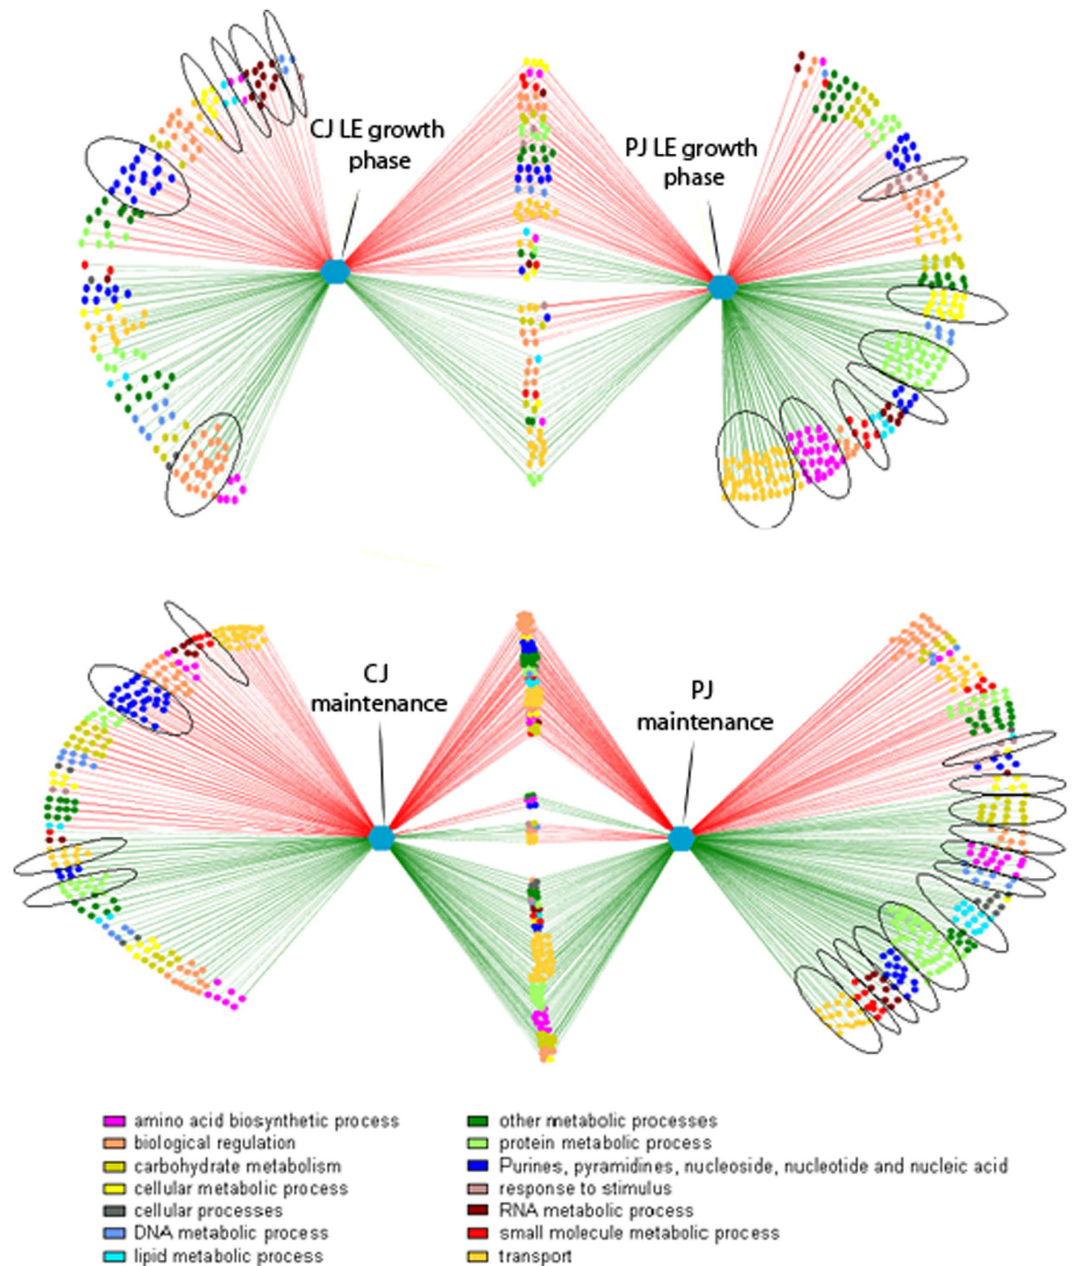 CJ LE growth
phase
PJ LE growth
phase
CJ
maintenance
PJ
maintenance
amino acid biosynthetic process
biological regulation
carbohydrate metabolism
cellular metabolic process
cellular processes
DNA metabolic process
lipid metabolic process
other metabolic processes
protein metabolic process
Purines, pyramidines, nucleoside, nucleotide and nucleic acid
response to stimulus
RNA metabolic process
small molecule metabolic process
transport